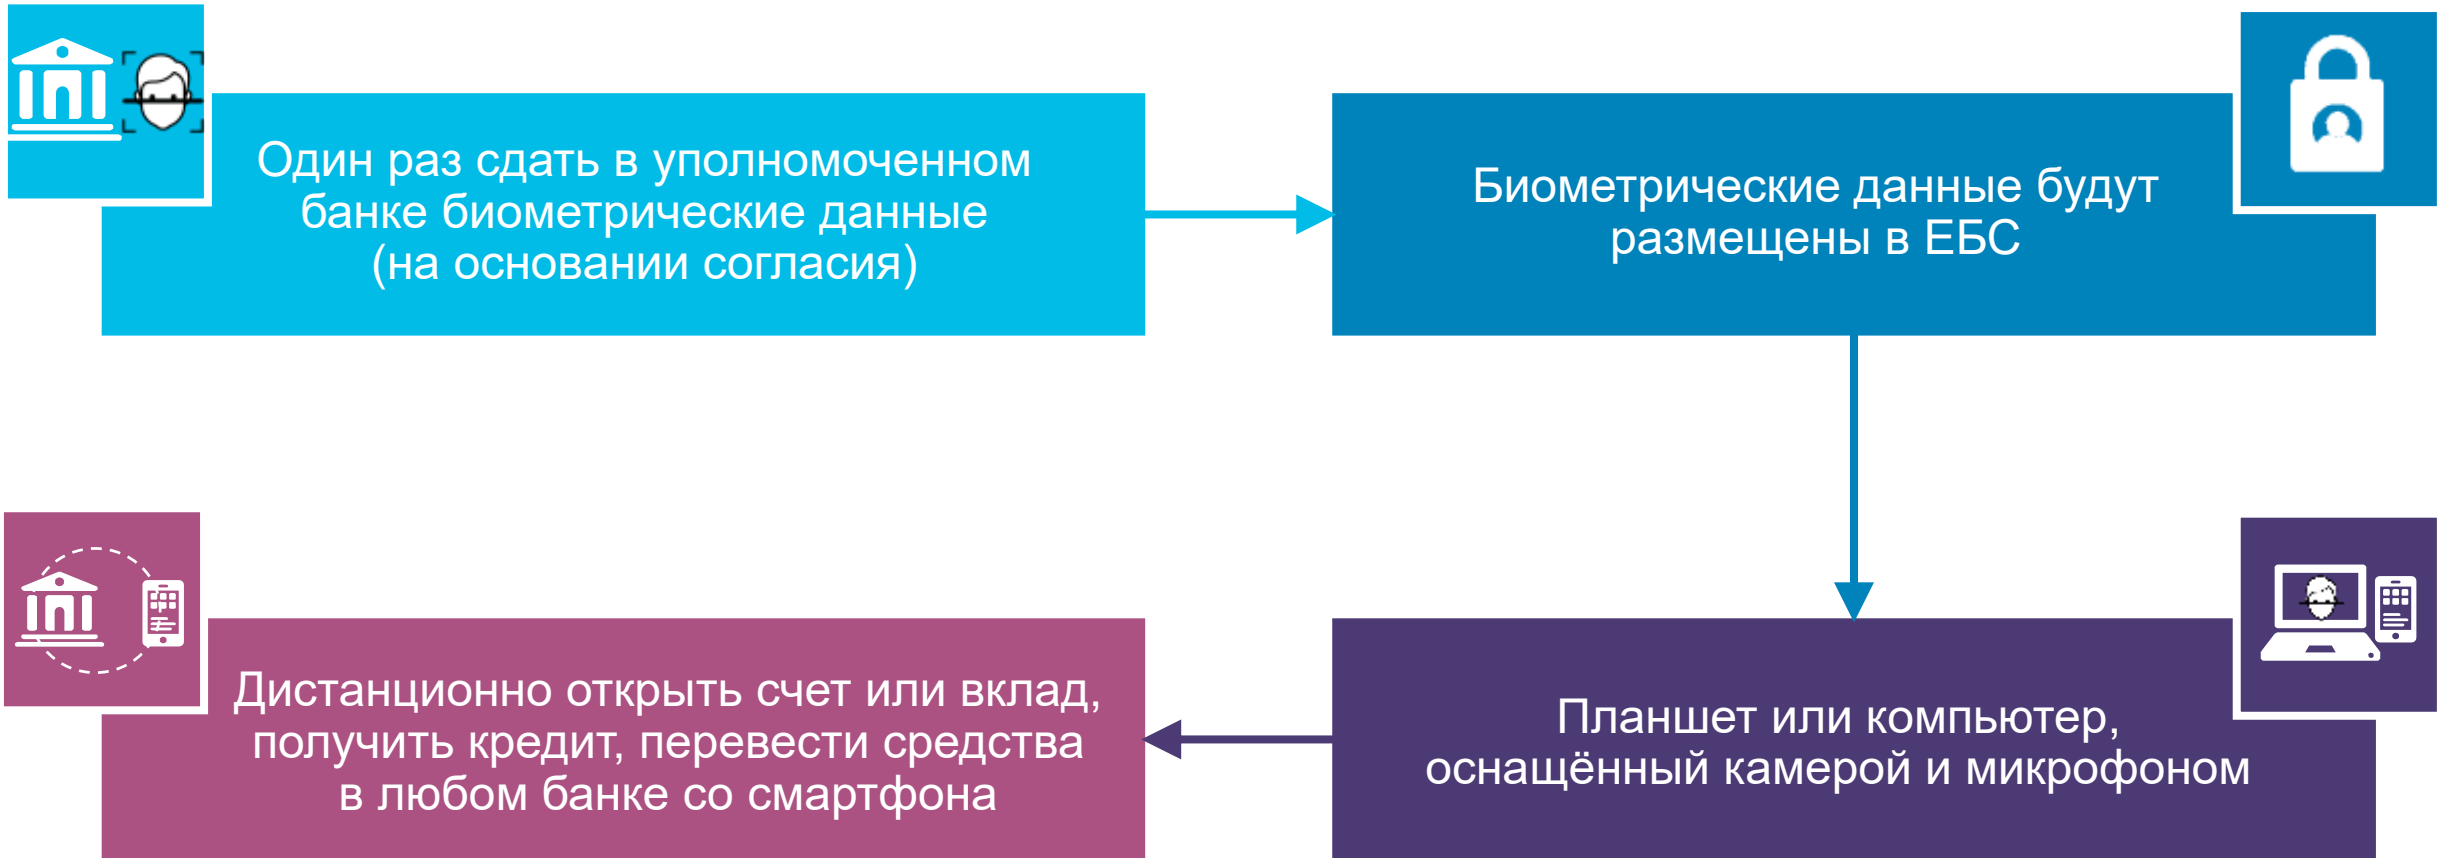 Один раз сдать в уполномоченном
банке биометрические данные
(на основании согласия)
Биометрические данные будут
размещены в ЕБС
Планшет или компьютер,
оснащённый камерой и микрофоном
Дистанционно открыть счет или вклад,
получить кредит, перевести средства
в любом банке со смартфона